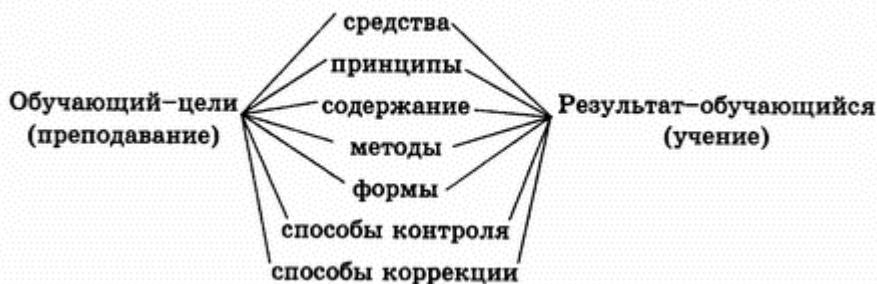 средства
принципы
Обучающий–цели
(преподавание)
содержание
методы
формы
Результат–обучающийся
(учение)
способы контроля
способы коррекции